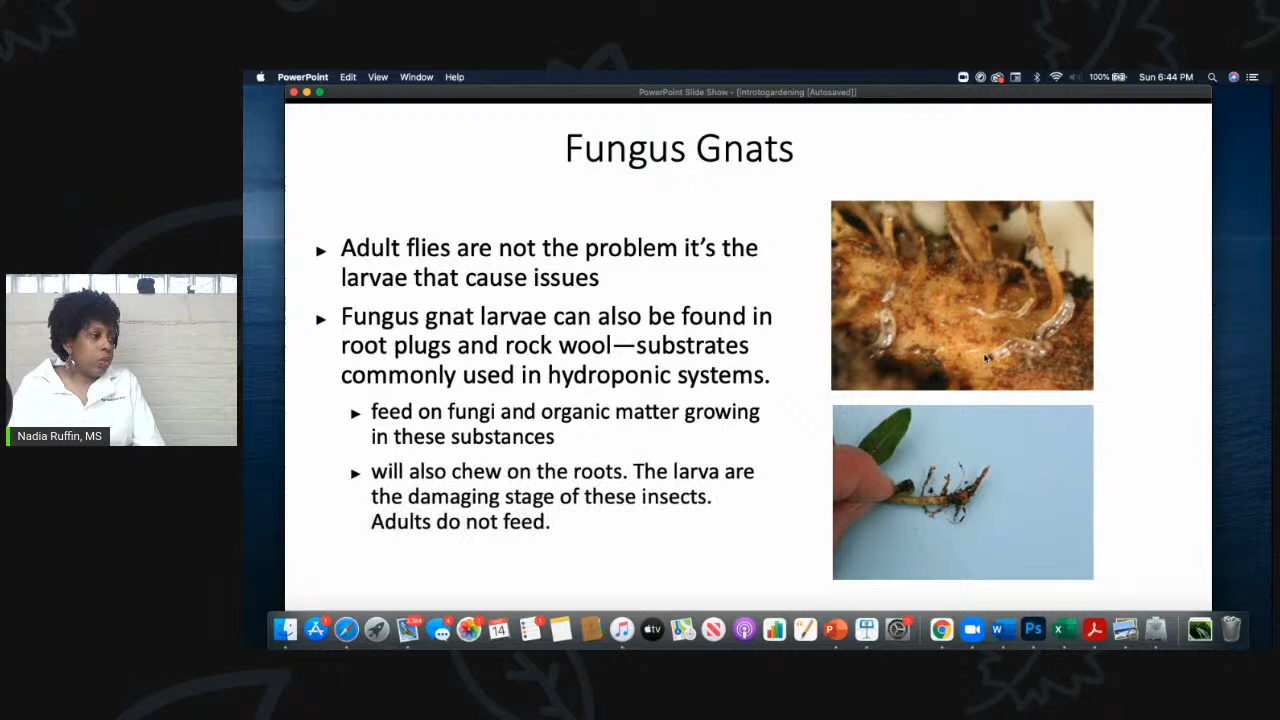 PowerPoint Edit View Window Help
100% Sun 6:44 PM
PowerPoint Slide Show - [introtogardening [Autosaved]]
Fungus Gnats
Adult flies are not the problem it's the
larvae that cause issues
Fungus gnat larvae can also be found in
root plugs and rock wool—substrates
commonly used in hydroponic systems.
feed on fungi and organic matter growing
in these substances
will also chew on the roots. The larva are
the damaging stage of these insects.
Adults do not feed.
Nadia Ruffin, MS
14
tv
P
W
Ps
X